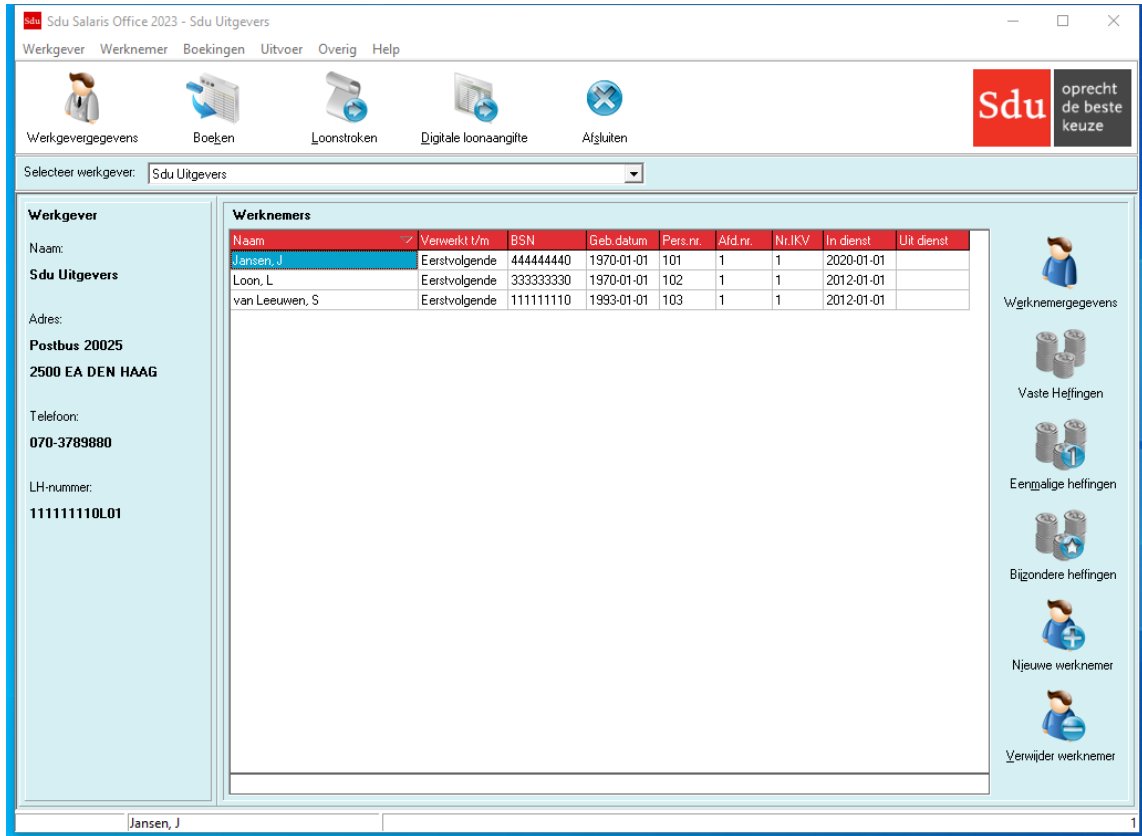 Sdu Sdu Salaris Office 2023 - Sdu Uitgevers
Werkgever Werknemer Boekingen Uitvoer Overig Help
Werkgevergegevens Boeken Loonstroken Digitale loonaangifte Afsluiten
Sdu oprecht
de beste
keuze
Selecteer werkgever: Sdu Uitgevers
Werkgever
Naam:
Sdu Uitgevers
Adres:
Postbus 20025
2500 EA DEN HAAG
Telefoon:
070-3789880
LH-nummer:
111111110L01
Werknemers
Naam Verwerkt t/m BSN Geb.datum Pers.nr. Afd.nr. Nr.IKV In dienst Uit dienst
Jansen, J Eerstvolgende 444444440 1970-01-01 101 1 1 2020-01-01
Loon, L Eerstvolgende 333333330 1970-01-01 102 1 1 2012-01-01
van Leeuwen, S Eerstvolgende 111111110 1993-01-01 103 1 1 2012-01-01
Werknemergegevens
Vaste Heffingen
1
Eenmalige heffingen
Bijzondere heffingen
Nieuwe werknemer
Verwijder werknemer
Jansen, J 1